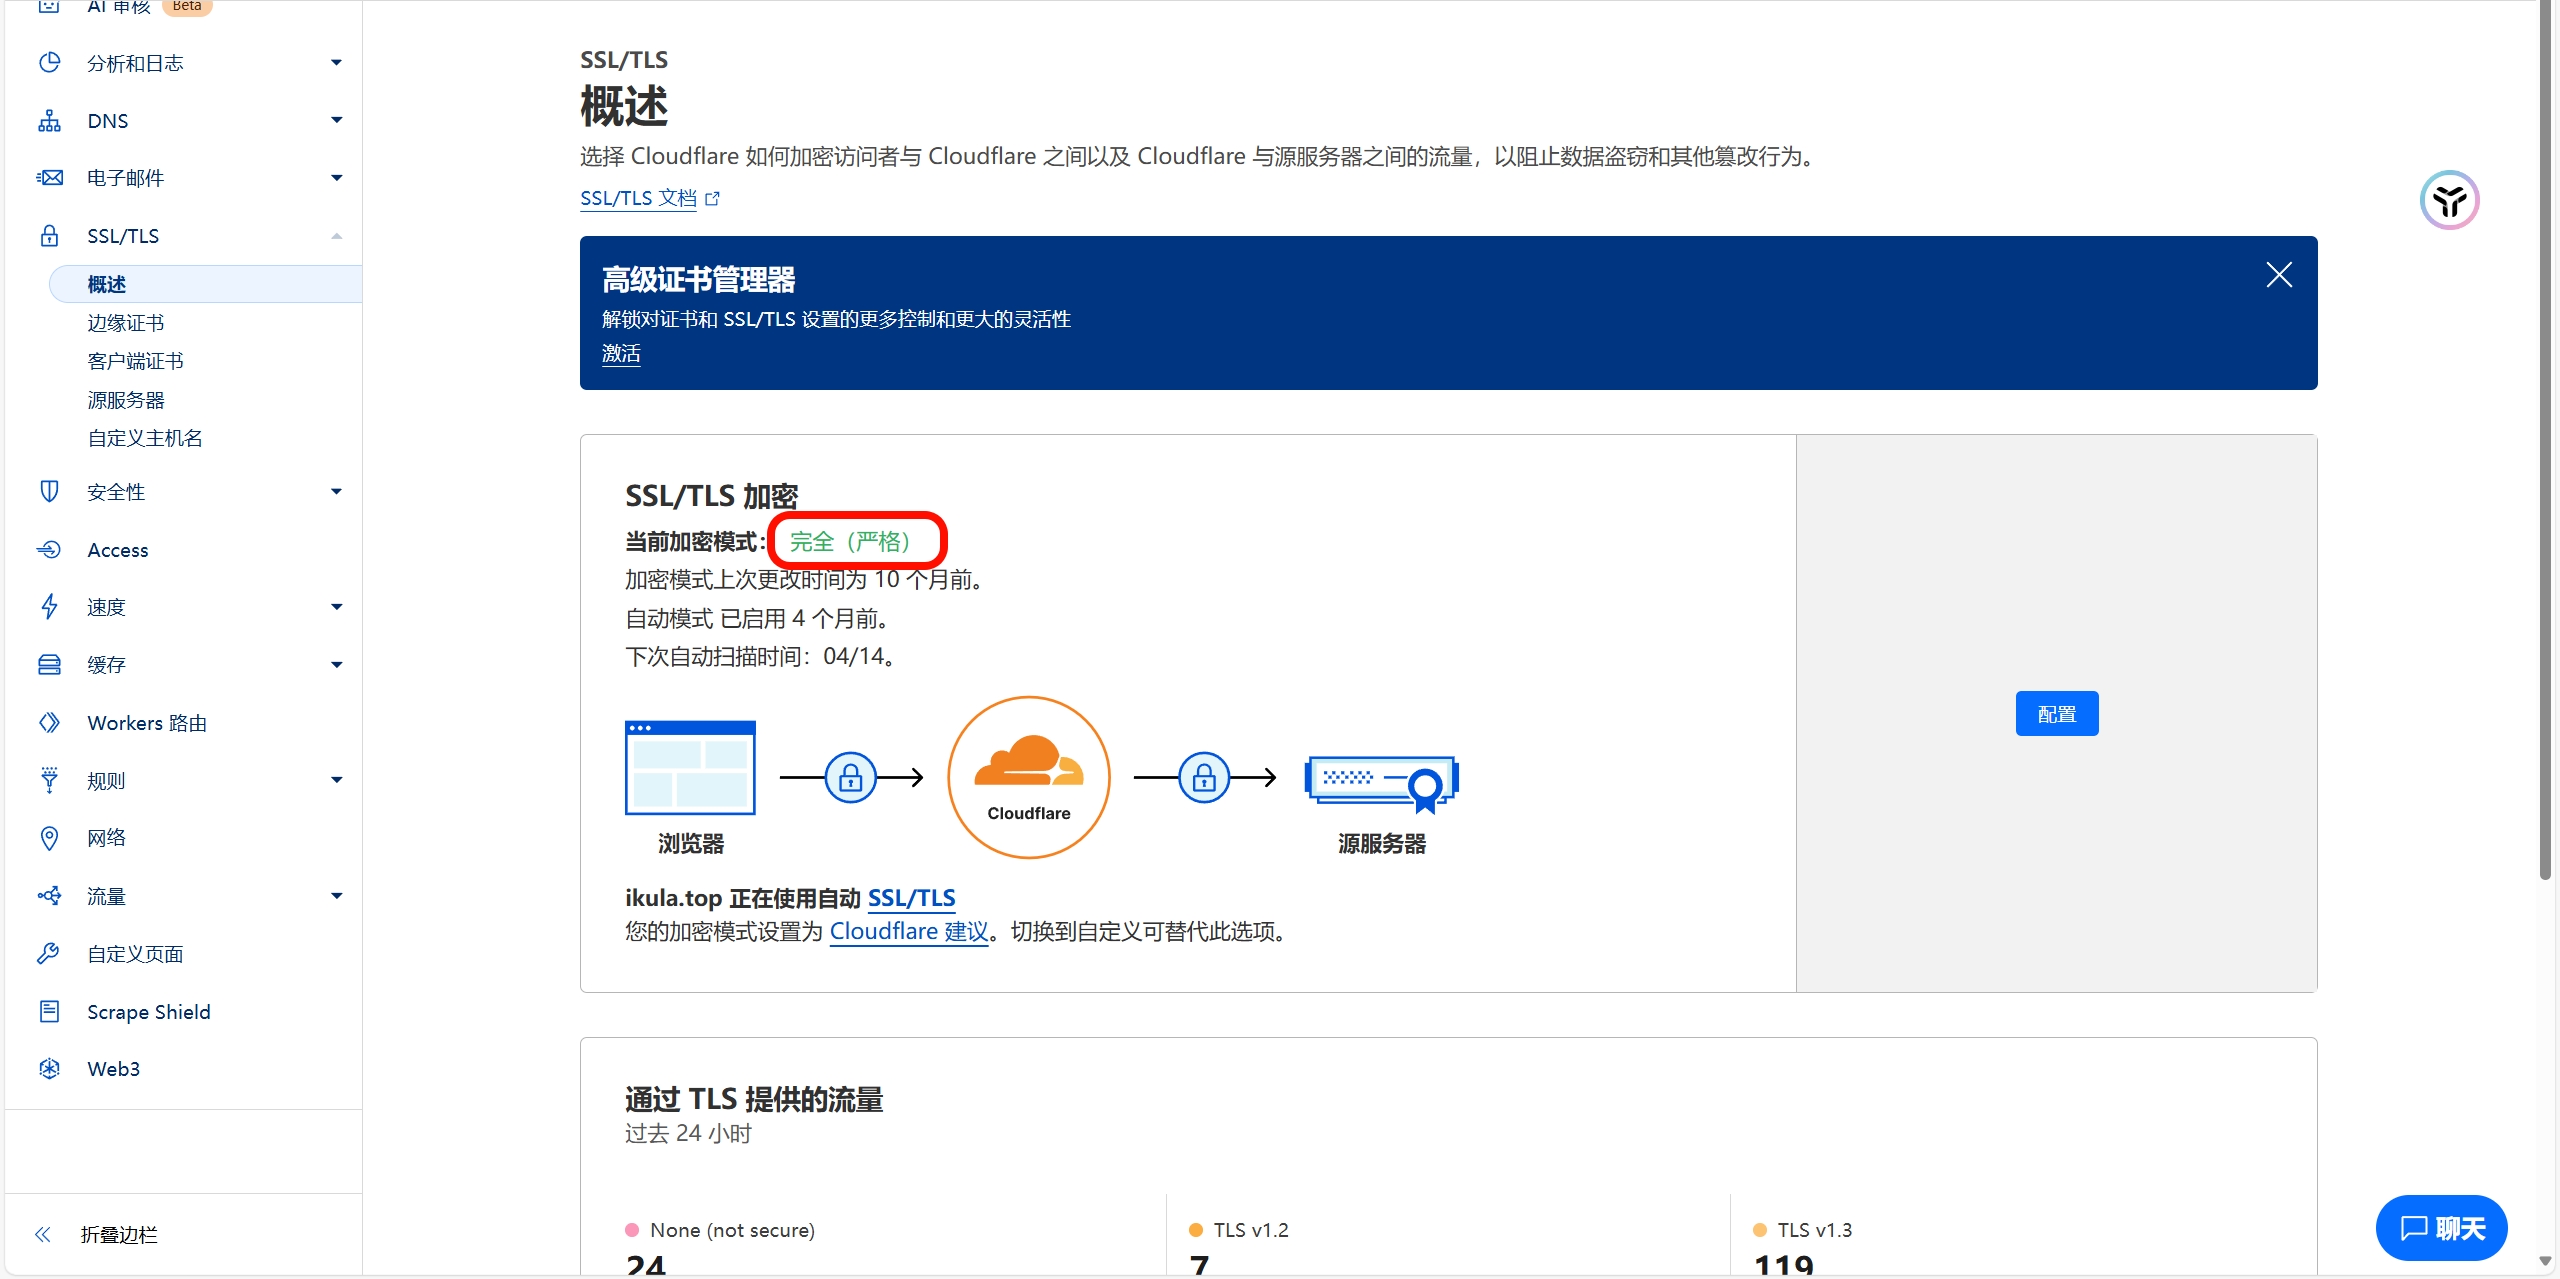 AI 审核 Beta
分析和日志
DNS
电子邮件
SSL/TLS
概述
边缘证书
客户端证书
源服务器
自定义主机名
安全性
Access
速度
缓存
Workers 路由
规则
网络
流量
自定义页面
Scrape Shield
Web3
折叠边栏
SSL/TLS
概述
选择 Cloudflare 如何加密访问者与 Cloudflare 之间以及 Cloudflare 与源服务器之间的流量，以阻止数据盗窃和其他篡改行为。
SSL/TLS 文档
高级证书管理器
解锁对证书和 SSL/TLS 设置的更多控制和更大的灵活性
激活
SSL/TLS 加密
当前加密模式： 完全（严格）
加密模式上次更改时间为 10 个月前。
自动模式 已启用 4 个月前。
下次自动扫描时间：04/14。
Cloudflare
浏览器
源服务器
ikula.top 正在使用自动 SSL/TLS
您的加密模式设置为 Cloudflare 建议。切换到自定义可替代此选项。
配置
通过 TLS 提供的流量
过去 24 小时
None (not secure)
24
TLS v1.2
7
TLS v1.3
119
聊天